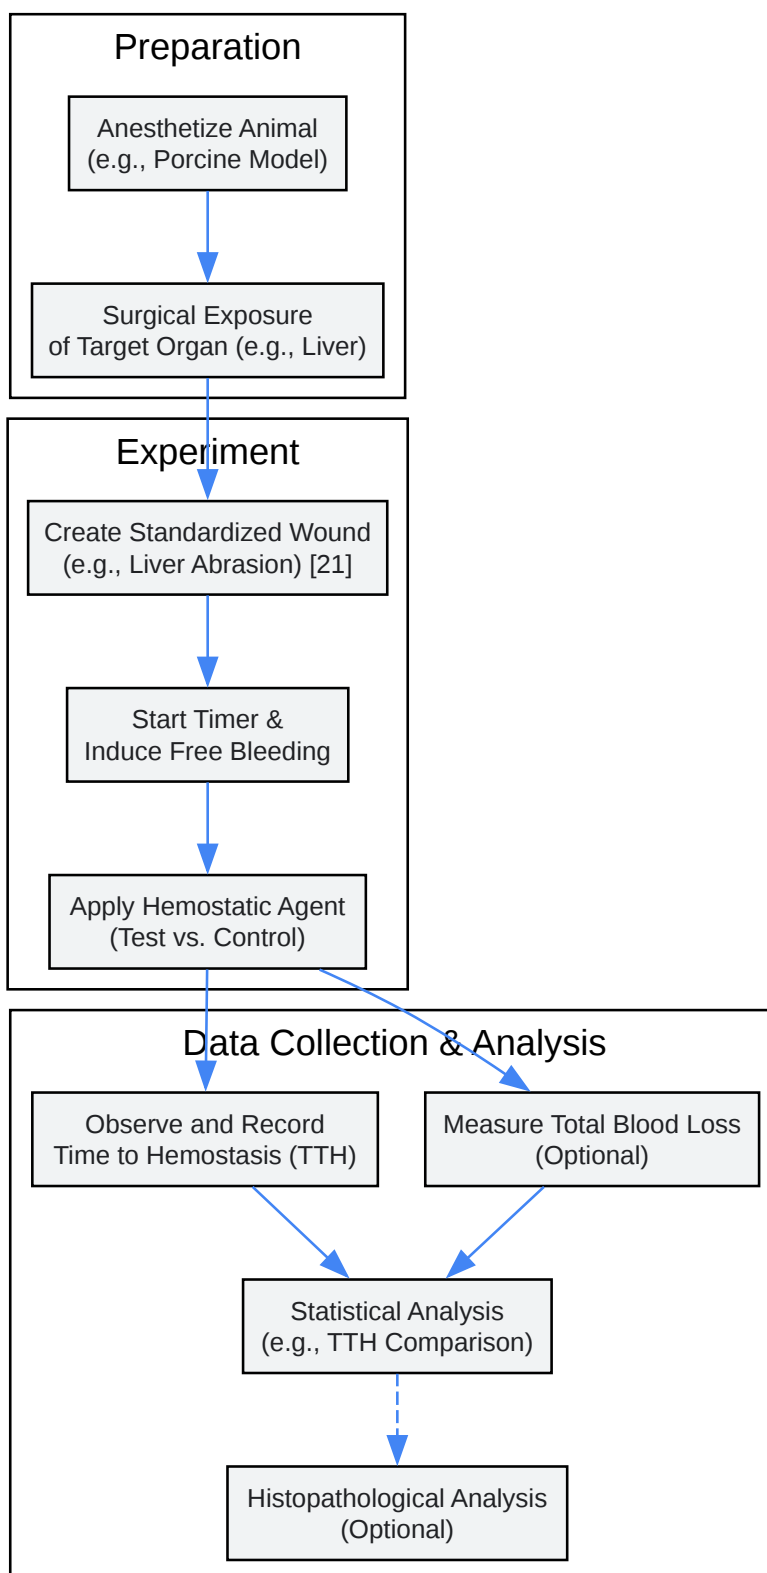 Preparation
Anesthetize Animal
(e.g., Porcine Model)
Surgical Exposure
of Target Organ (e.g., Liver)
Experiment
Create Standardized Wound
(e.g., Liver Abrasion) [21]
Start Timer &
Induce Free Bleeding
Apply Hemostatic Agent
(Test vs. Control)
Data Collection & Analysis
Observe and Record
Time to Hemostasis (TTH)
Measure Total Blood Loss
(Optional)
Statistical Analysis
(e.g., TTH Comparison)
Histopathological Analysis
(Optional)